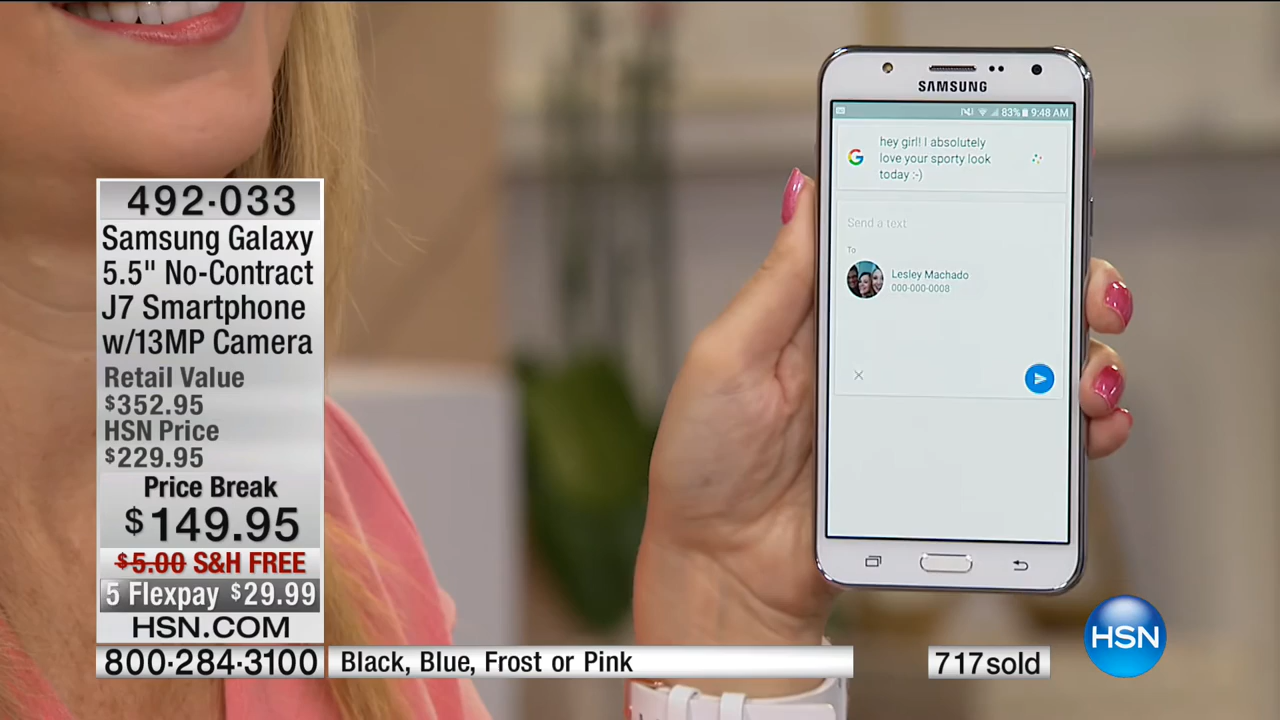 492-033
Samsung Galaxy
5.5" No-Contract
J7 Smartphone
w/13MP Camera
Retail Value
$352.95
HSN Price
$229.95
Price Break
$149.95
$5.00 S&H FREE
5 Flexpay $29.99
HSN.COM
800-284-3100
Black, Blue, Frost or Pink
717 sold
HSN
SAMSUNG
83% 9:48 AM
G
hey girl! I absolutely
love your sporty look
today :-)
Send a text
To
Lesley Machado
000-000-0008